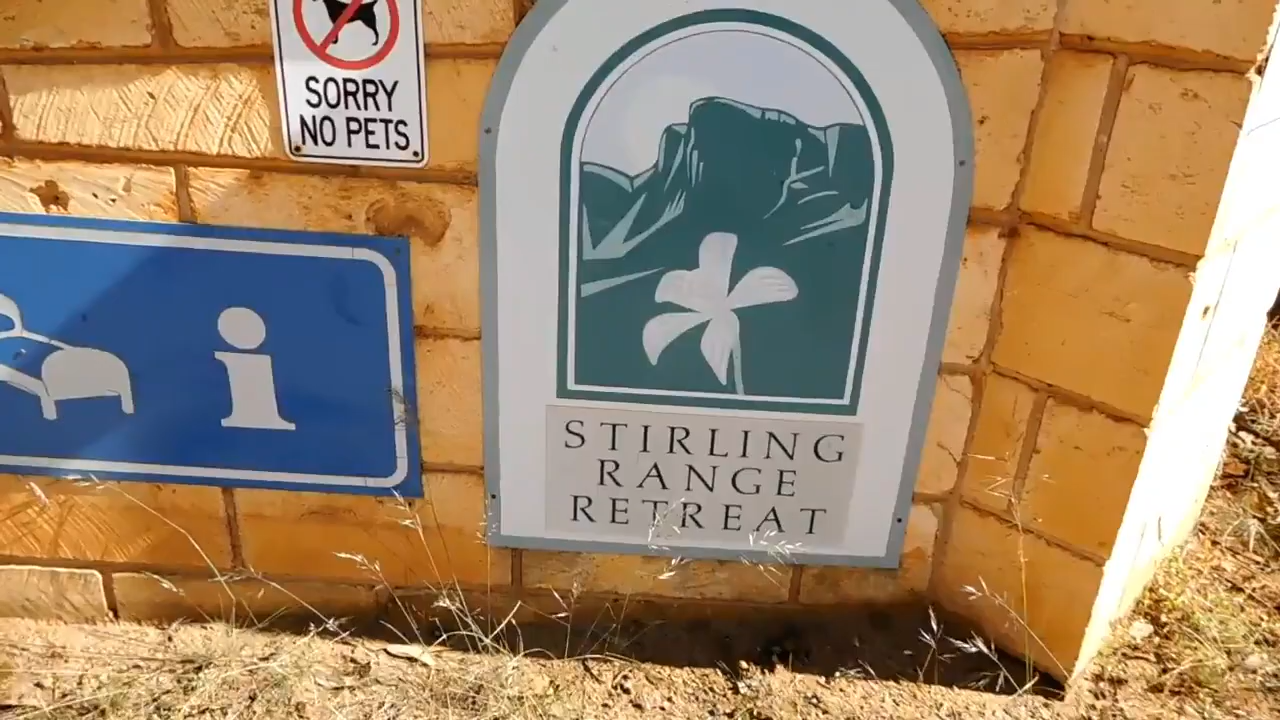 SORRY
NO PETS
i
STIRLING
RANGE
RETREAT